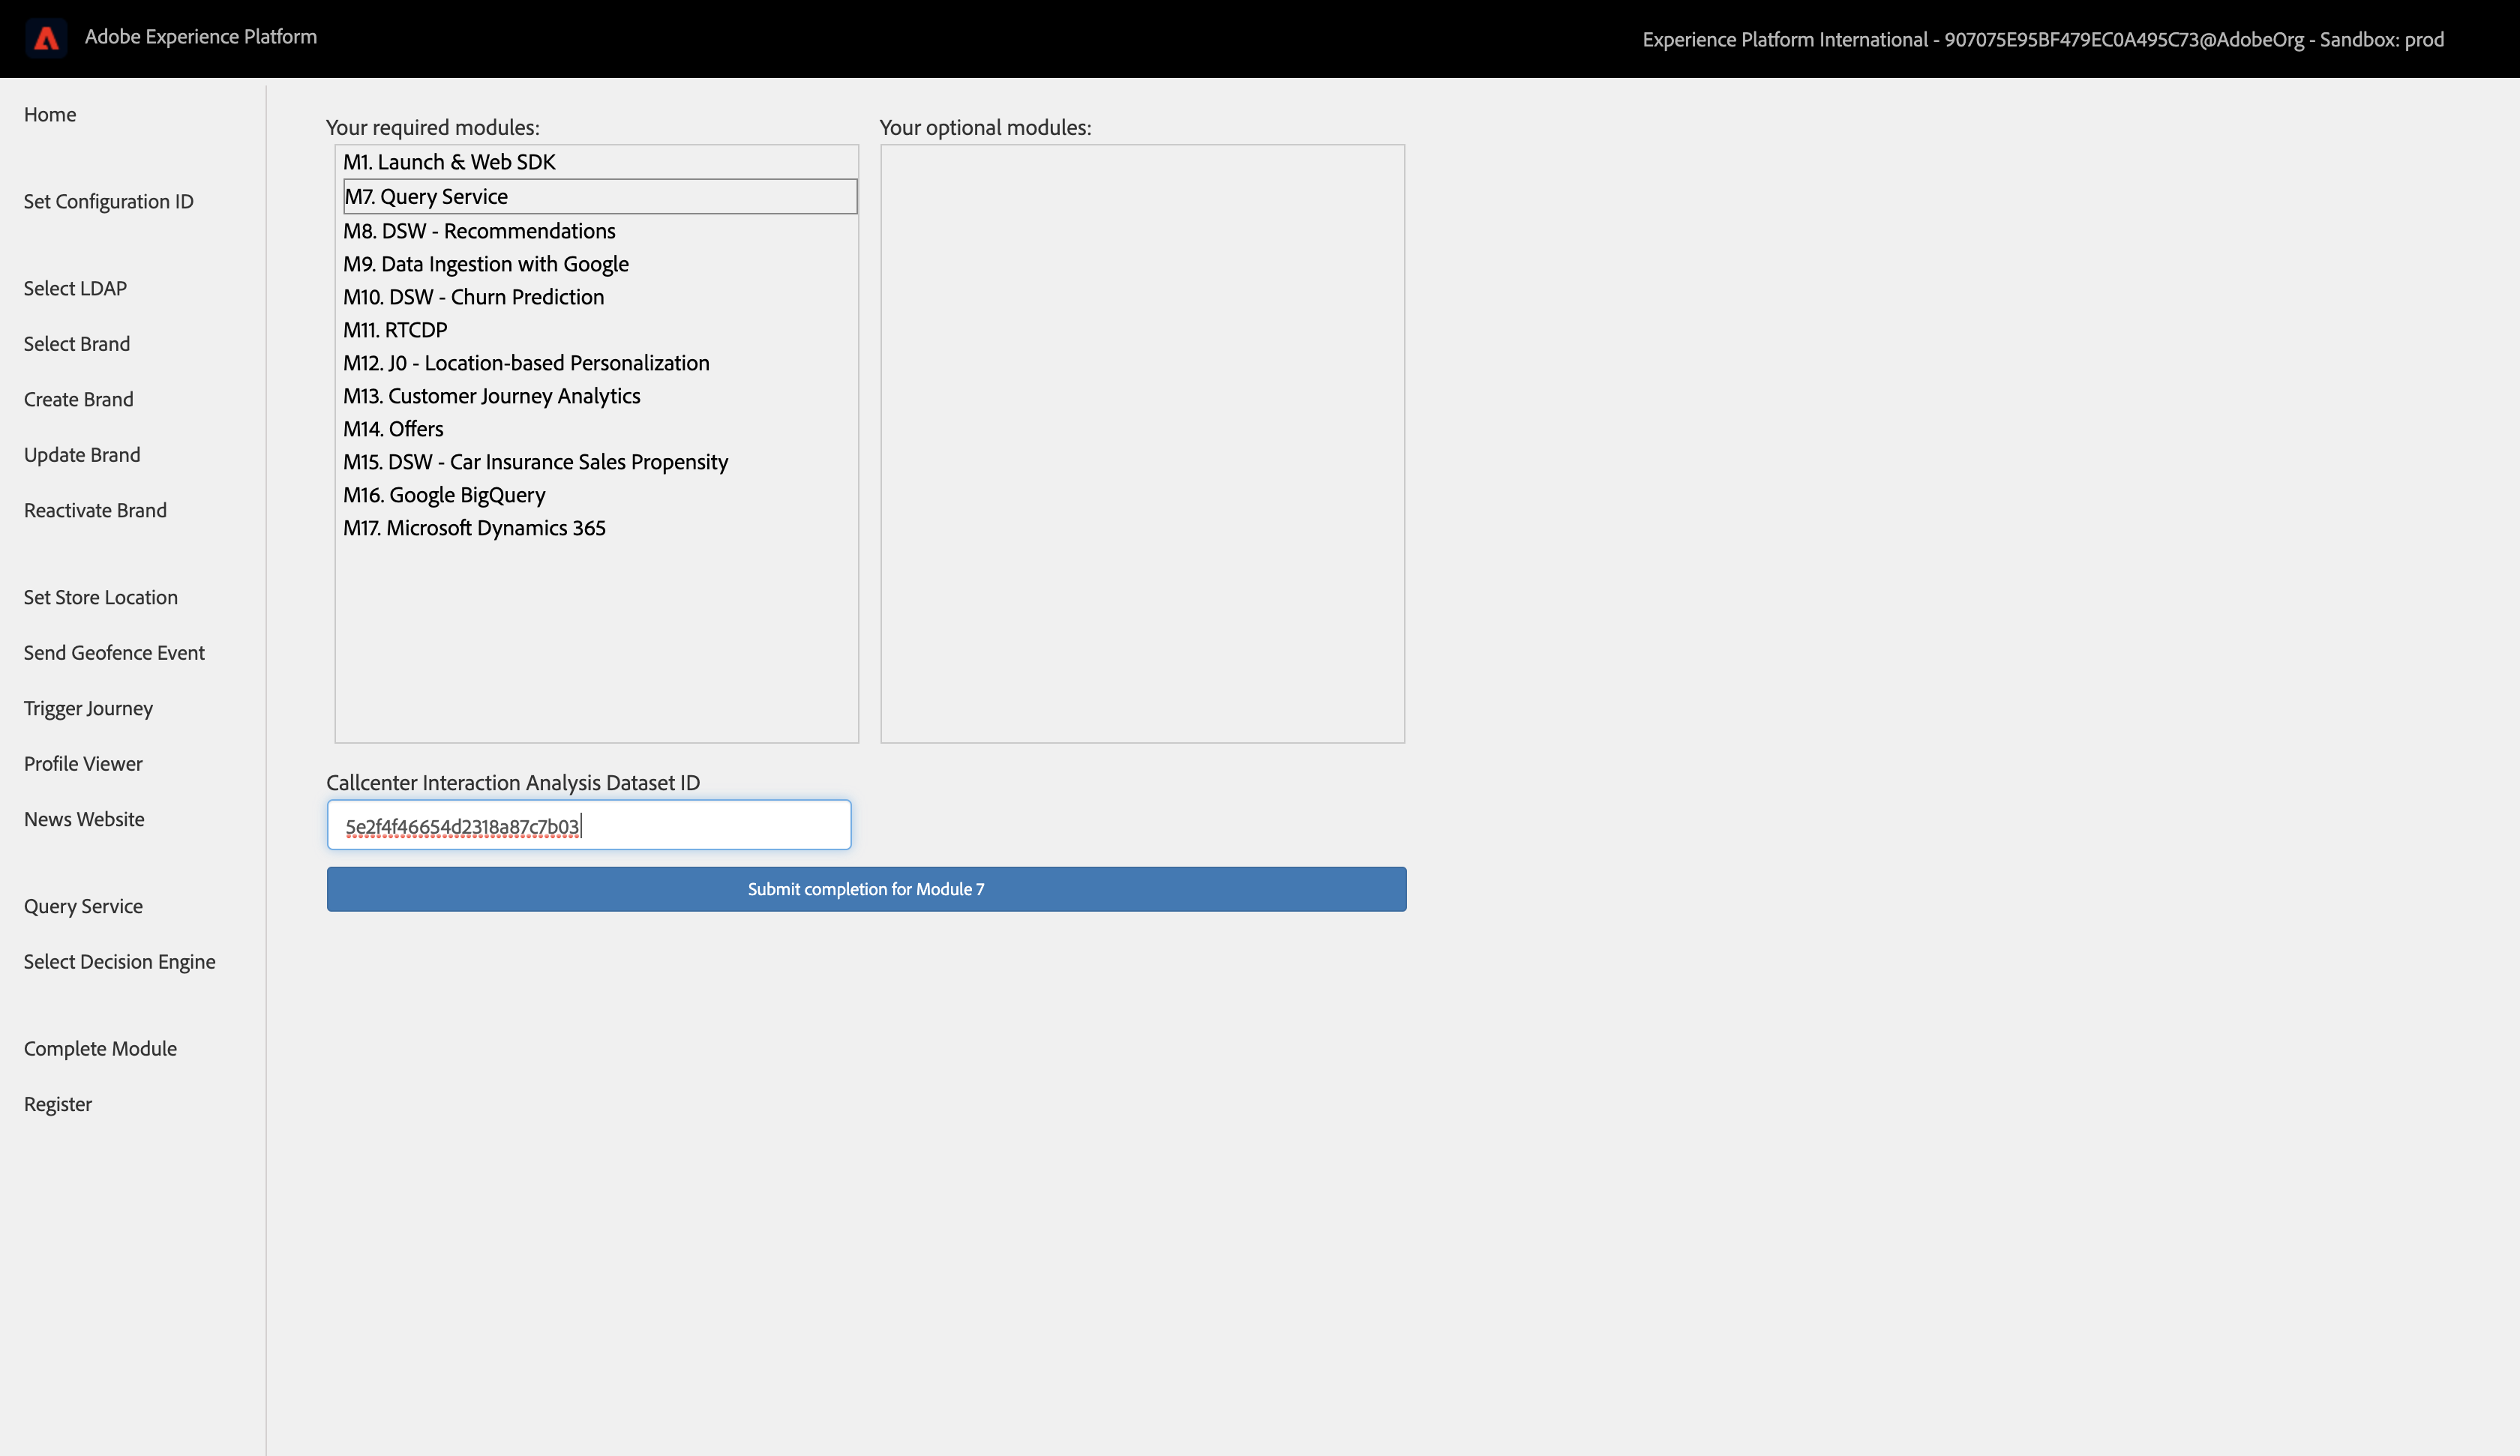 Adobe Experience Platform
Experience Platform International - 907075E95BF479EC0A495C73@AdobeOrg - Sandbox: prod
Home
Set Configuration ID
Select LDAP
Select Brand
Create Brand
Update Brand
Reactivate Brand
Set Store Location
Send Geofence Event
Trigger Journey
Profile Viewer
News Website
Query Service
Select Decision Engine
Complete Module
Register
Your required modules:
M1. Launch & Web SDK
M7. Query Service
M8. DSW - Recommendations
M9. Data Ingestion with Google
M10. DSW - Churn Prediction
M11. RTCDP
M12. J0 - Location-based Personalization
M13. Customer Journey Analytics
M14. Offers
M15. DSW - Car Insurance Sales Propensity
M16. Google BigQuery
M17. Microsoft Dynamics 365
Your optional modules:
Callcenter Interaction Analysis Dataset ID
5e2f4f46654d2318a87c7b03
Submit completion for Module 7